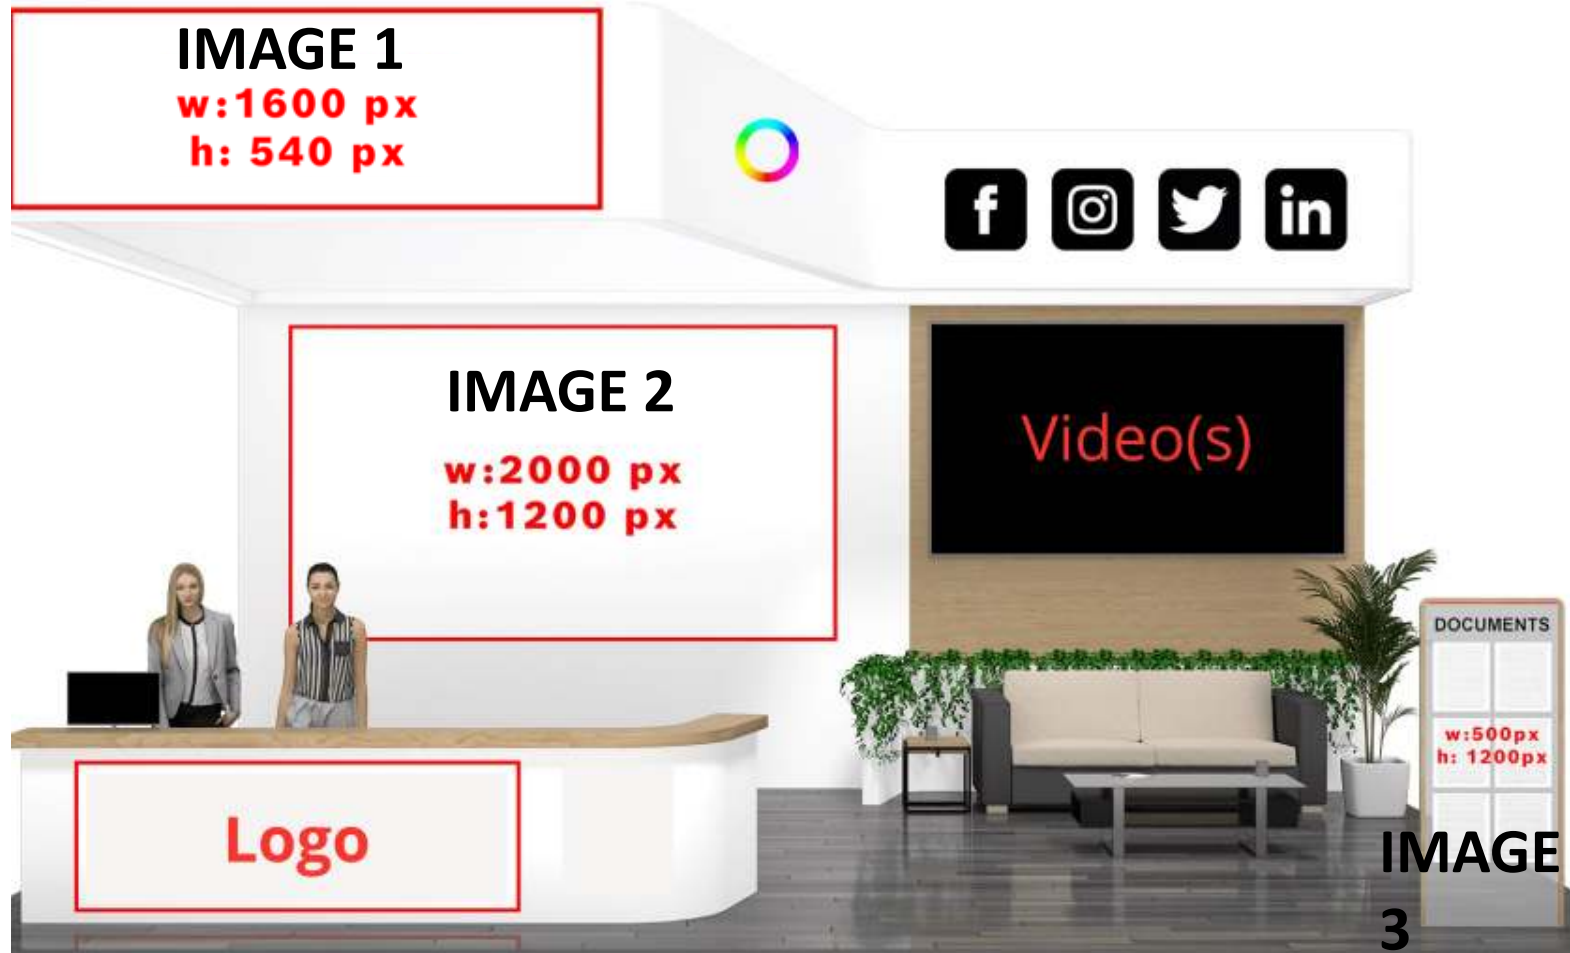 IMAGE 1
w:1600 px
h: 540 px
f
in
IMAGE 2
w:2000 px
h:1200 px
Video(s)
DOCUMENTS
w:500px
h: 1200px
Logo
IMAGE
3